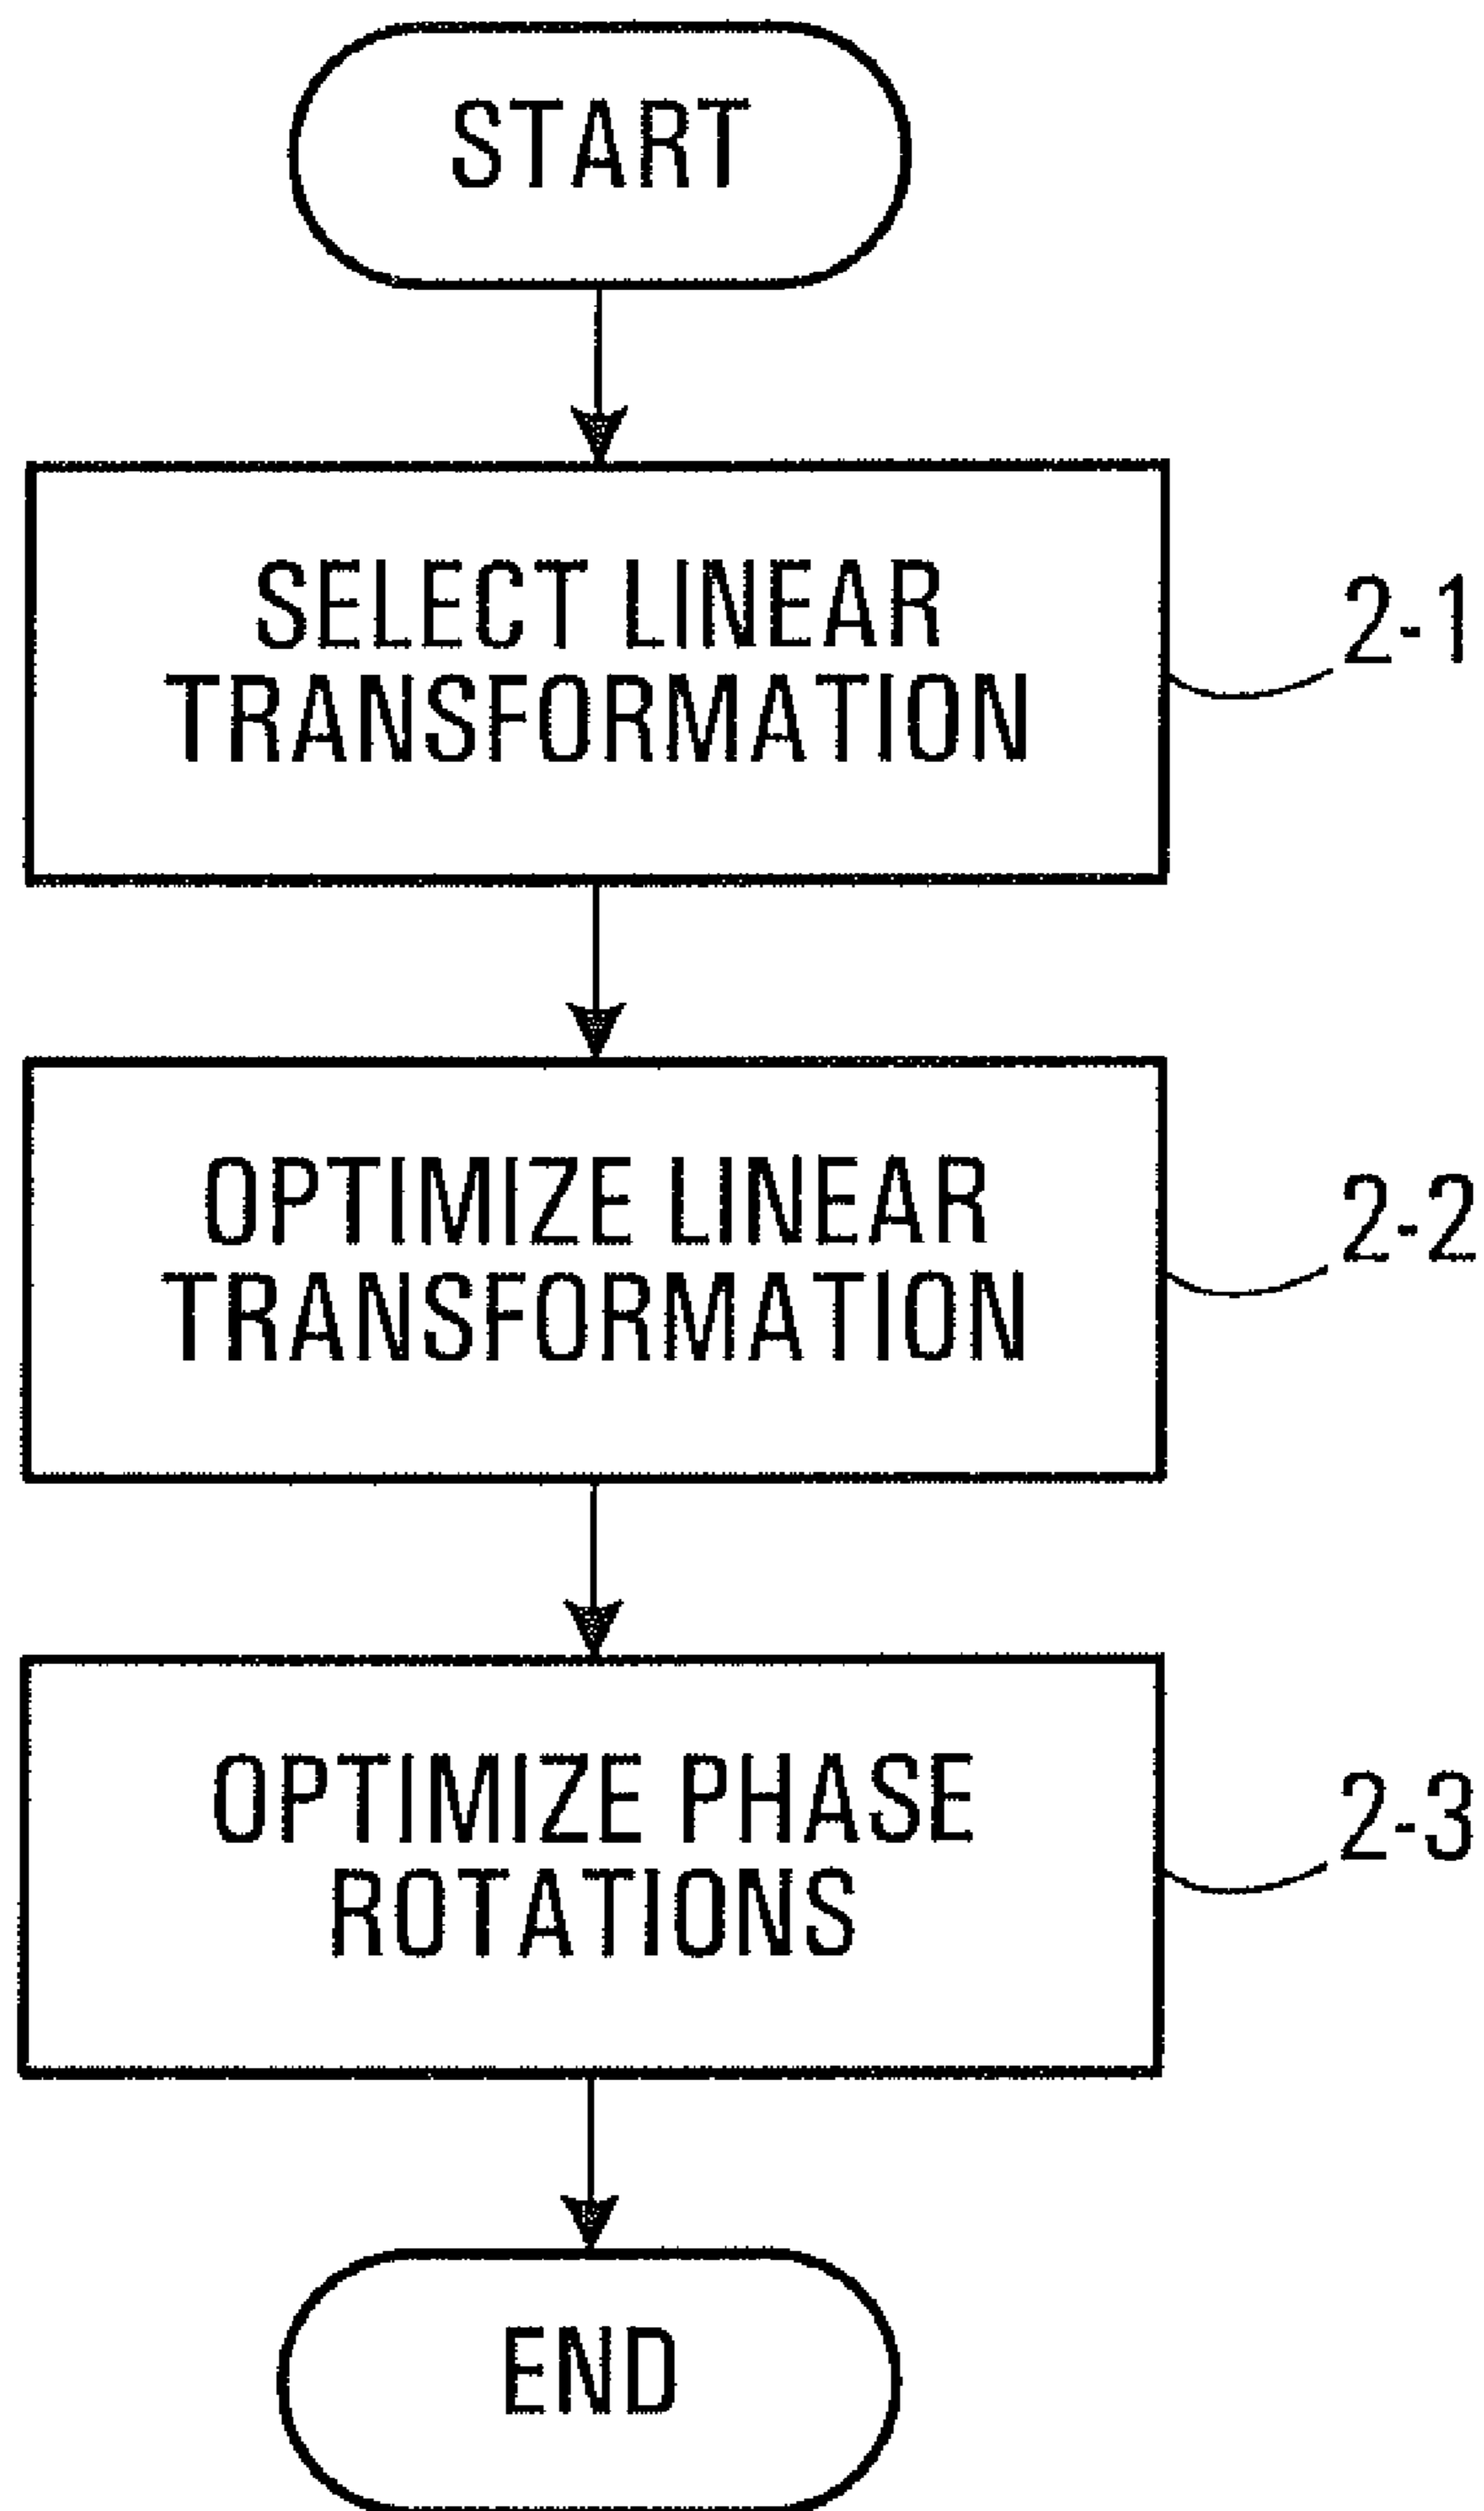 START
SELECT LINEAR
TRANSFORMATION
2-1
OPTIMIZE LINEAR
TRANSFORMATION
2-2
OPTIMIZE PHASE
ROTATIONS
2-3
END